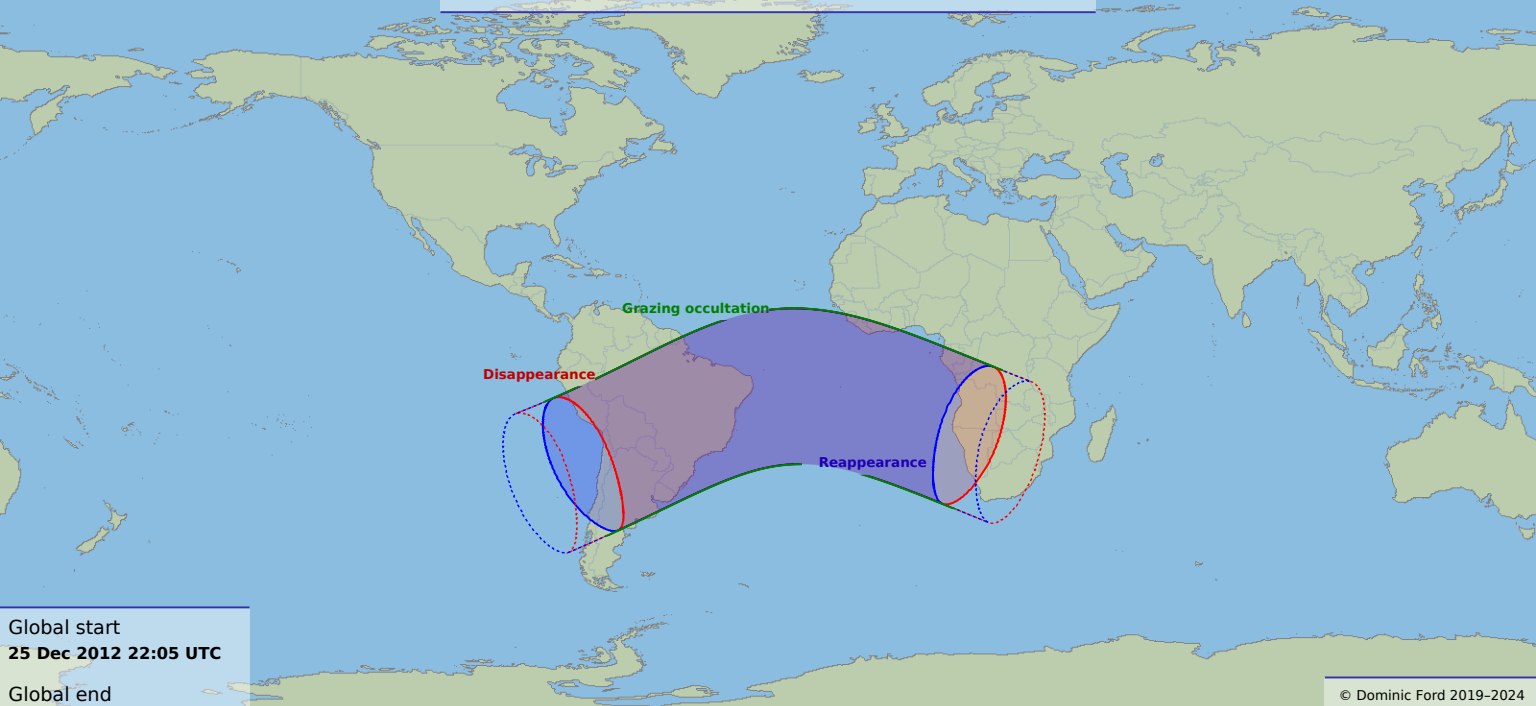 Grazing occultation
Disappearance
Reappearance
Global start
25 Dec 2012 22:05 UTC
Global end
© Dominic Ford 2019–2024